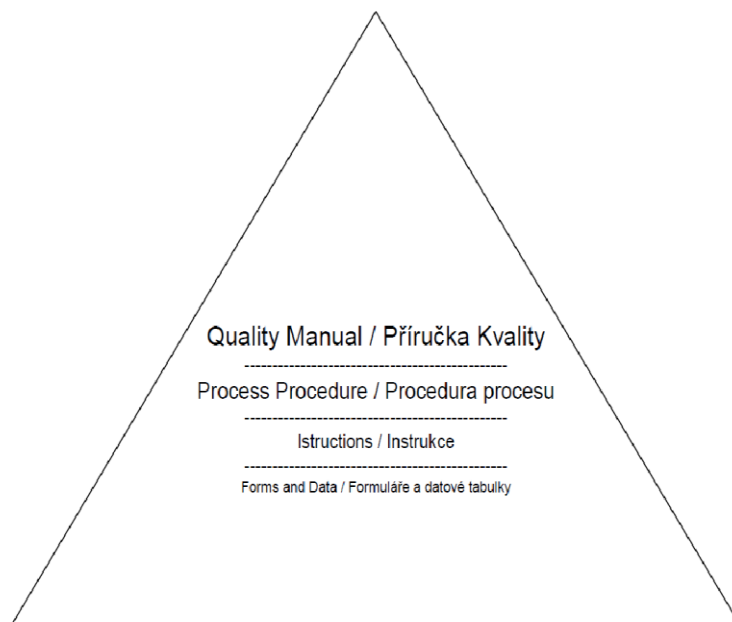 Quality Manual / Příručka Kvality
-----------------------------------------------
Process Procedure / Procedura procesu
-----------------------------------------------
Istructions / Instrukce
-----------------------------------------------
Forms and Data / Formuláře a datové tabulky